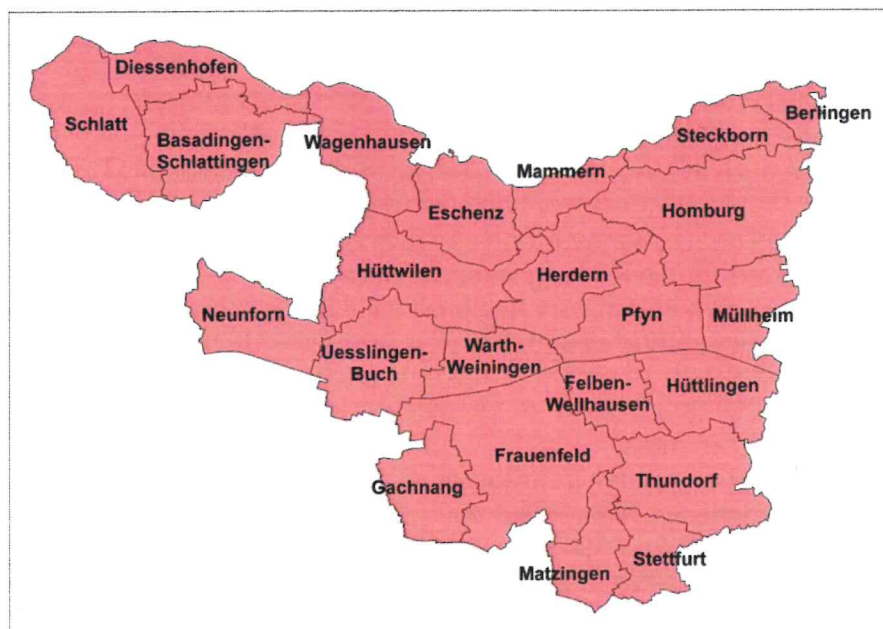 Diessenhofen
Schlatt
Basadingen-
Schlattingen
Wagenhausen
Berlingen
Steckborn
Mammern
Eschenz
Homburg
Hüttwilen
Herdern
Neunforn
Pfyn
Müllheim
Uesslingen-
Buch
Warth-
Weiningen
Felben-
Wellhausen
Hüttlingen
Frauenfeld
Thundorf
Gachnang
Matzingen
Stettfurt